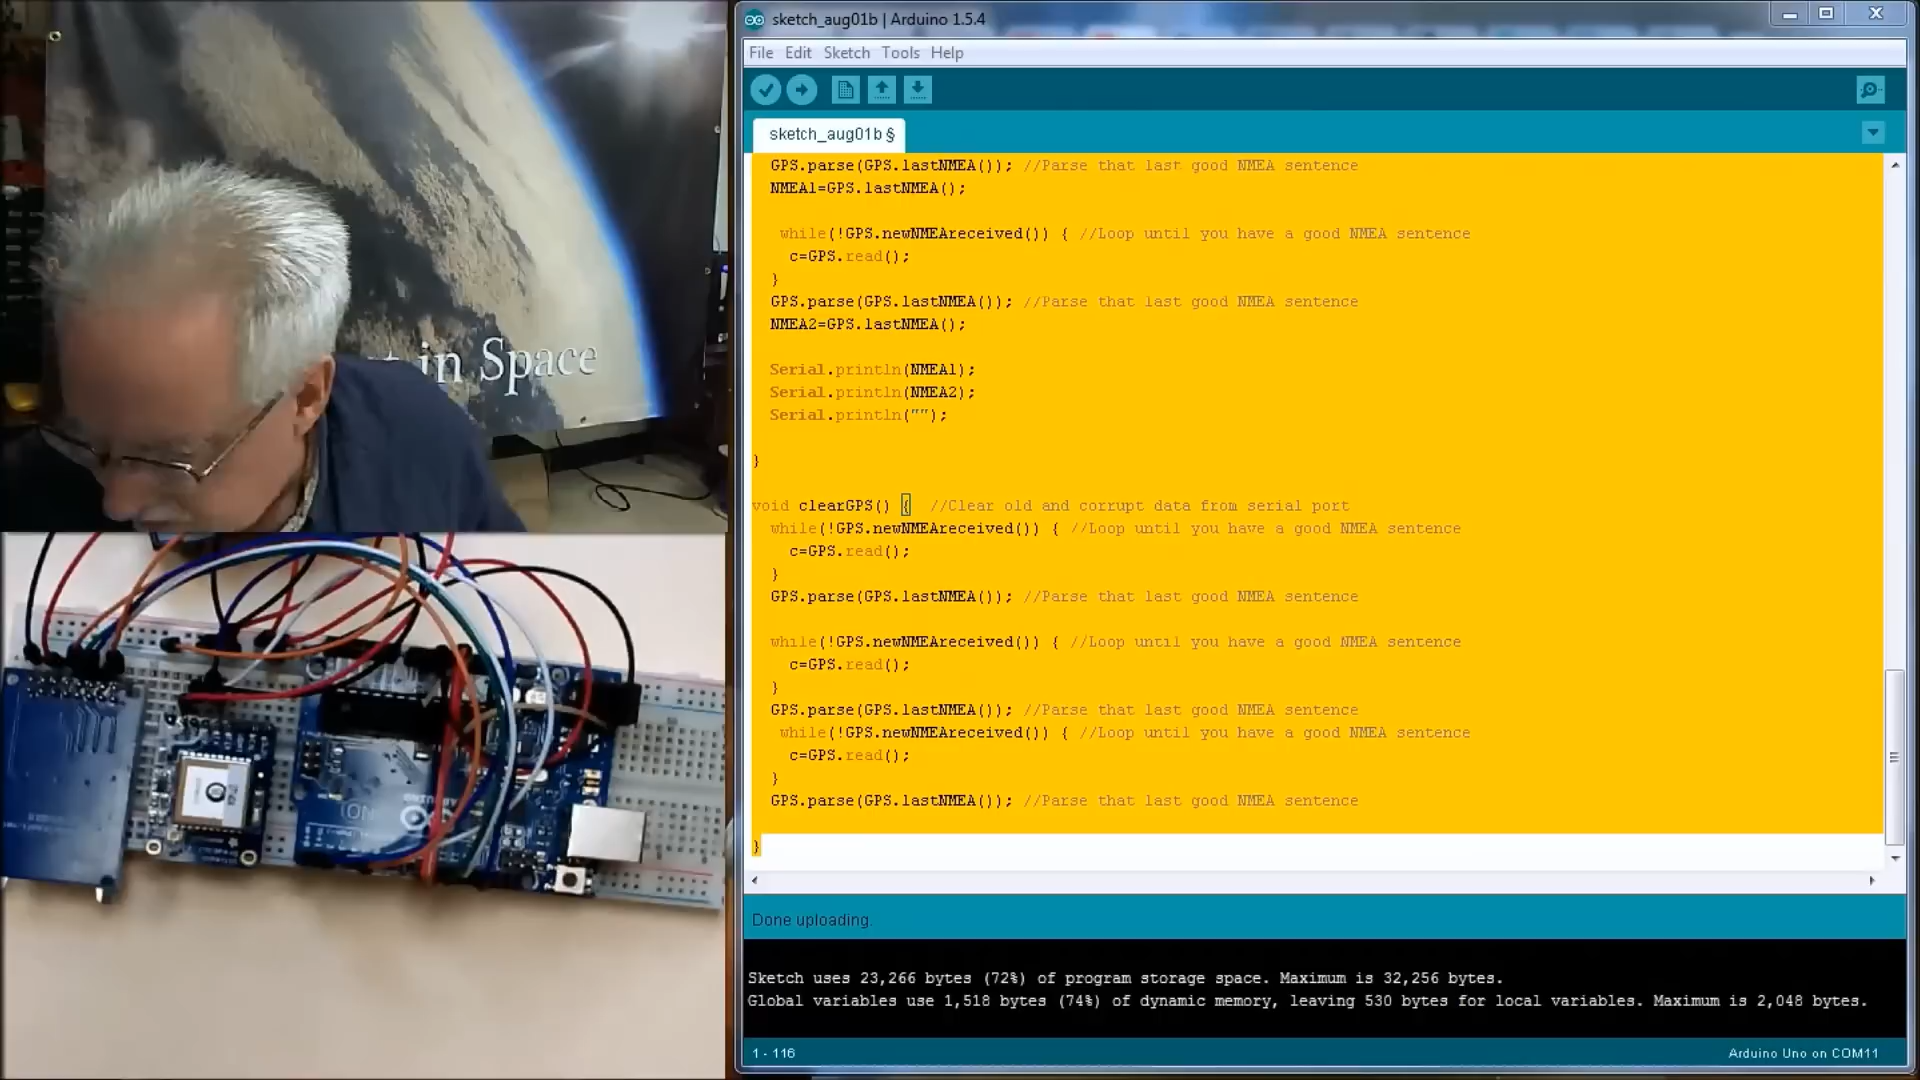 in Space
sketch_aug01b | Arduino 1.5.4
File Edit Sketch Tools Help
sketch_aug01b §
GPS.parse(GPS.lastNMEA()); //Parse that last good NMEA sentence
NMEA1=GPS.lastNMEA();
while(!GPS.newNMEAreceived()) { //Loop until you have a good NMEA sentence
c=GPS.read();
}
GPS.parse(GPS.lastNMEA()); //Parse that last good NMEA sentence
NMEA2=GPS.lastNMEA();
Serial.println(NMEA1);
Serial.println(NMEA2);
Serial.println("");
}
void clearGPS() { //Clear old and corrupt data from serial port
while(!GPS.newNMEAreceived()) { //Loop until you have a good NMEA sentence
c=GPS.read();
}
GPS.parse(GPS.lastNMEA()); //Parse that last good NMEA sentence
while(!GPS.newNMEAreceived()) { //Loop until you have a good NMEA sentence
c=GPS.read();
}
GPS.parse(GPS.lastNMEA()); //Parse that last good NMEA sentence
while(!GPS.newNMEAreceived()) { //Loop until you have a good NMEA sentence
c=GPS.read();
}
GPS.parse(GPS.lastNMEA()); //Parse that last good NMEA sentence
}
Done uploading.
Sketch uses 23,266 bytes (72%) of program storage space. Maximum is 32,256 bytes.
Global variables use 1,518 bytes (74%) of dynamic memory, leaving 530 bytes for local variables. Maximum is 2,048 bytes.
1 - 116
Arduino Uno on COM11